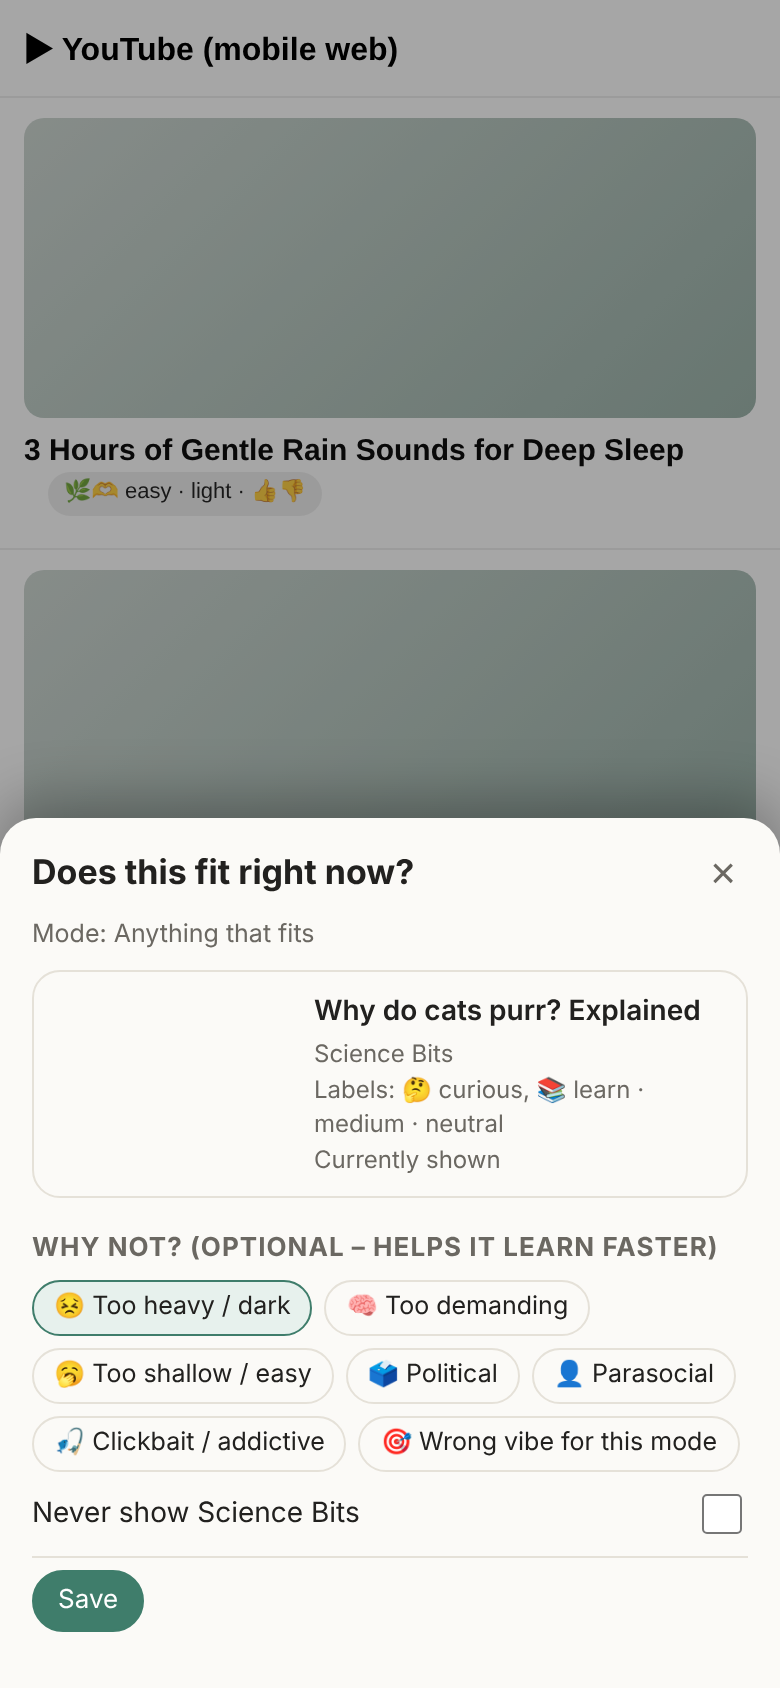 ▶ YouTube (mobile web)
3 Hours of Gentle Rain Sounds for Deep Sleep
🌿🫶 easy · light · 👍👎
Does this fit right now?
✕
Mode: Anything that fits
Why do cats purr? Explained
Science Bits
Labels: 🤔 curious, 📚 learn ·
medium · neutral
Currently shown
WHY NOT? (OPTIONAL – HELPS IT LEARN FASTER)
😣 Too heavy / dark 🧠 Too demanding
🥱 Too shallow / easy 🗳️ Political 👤 Parasocial
🎣 Clickbait / addictive 🎯 Wrong vibe for this mode
Never show Science Bits
Save